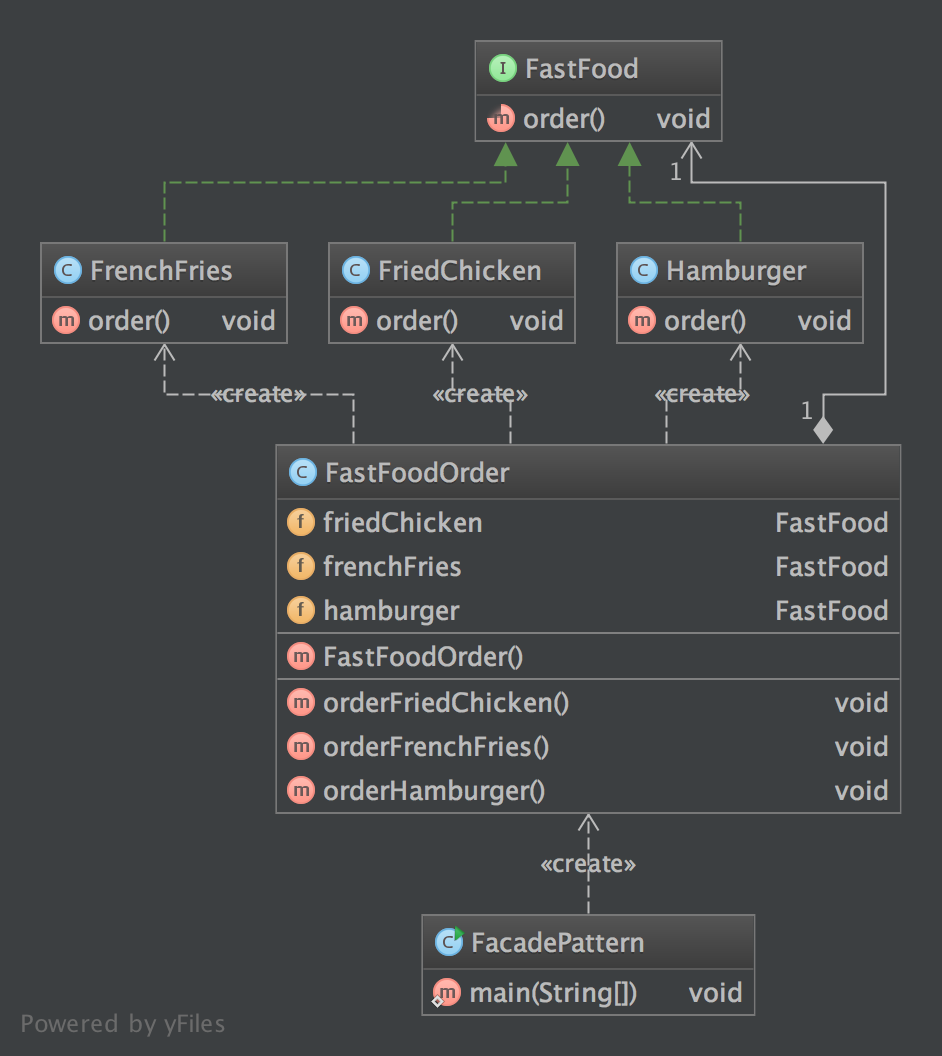 I FastFood
m order() void
1
C FrenchFries
m order() void
C FriedChicken
m order() void
C Hamburger
m order() void
«create»
«create»
«create»
1
C FastFoodOrder
f friedChicken FastFood
f frenchFries FastFood
f hamburger FastFood
m FastFoodOrder()
m orderFriedChicken() void
m orderFrenchFries() void
m orderHamburger() void
«create»
C FacadePattern
m main(String[]) void
Powered by yFiles